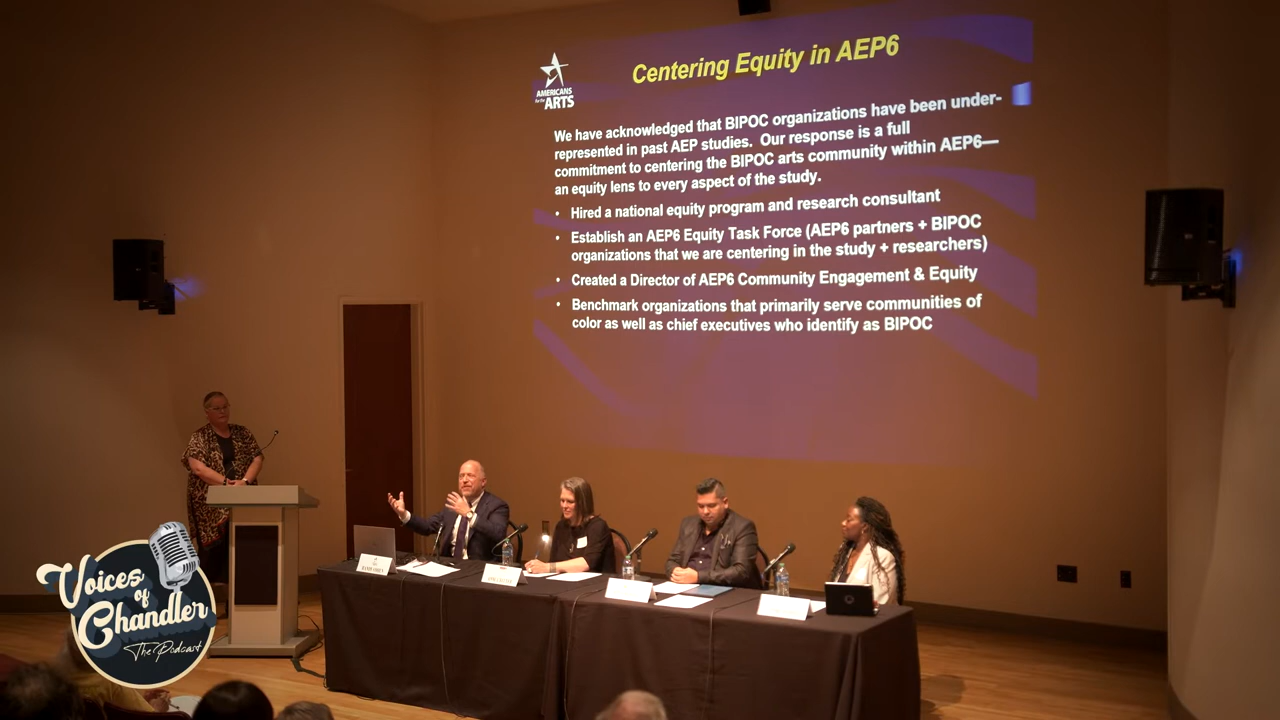 AMERICANS
for the
ARTS
Centering Equity in AEP6
We have acknowledged that BIPOC organizations have been under-
represented in past AEP studies. Our response is a full
commitment to centering the BIPOC arts community within AEP6—
an equity lens to every aspect of the study.
• Hired a national equity program and research consultant
• Establish an AEP6 Equity Task Force (AEP6 partners + BIPOC
organizations that we are centering in the study + researchers)
• Created a Director of AEP6 Community Engagement & Equity
• Benchmark organizations that primarily serve communities of
color as well as chief executives who identify as BIPOC
Voices
of
Chandler
The Podcast